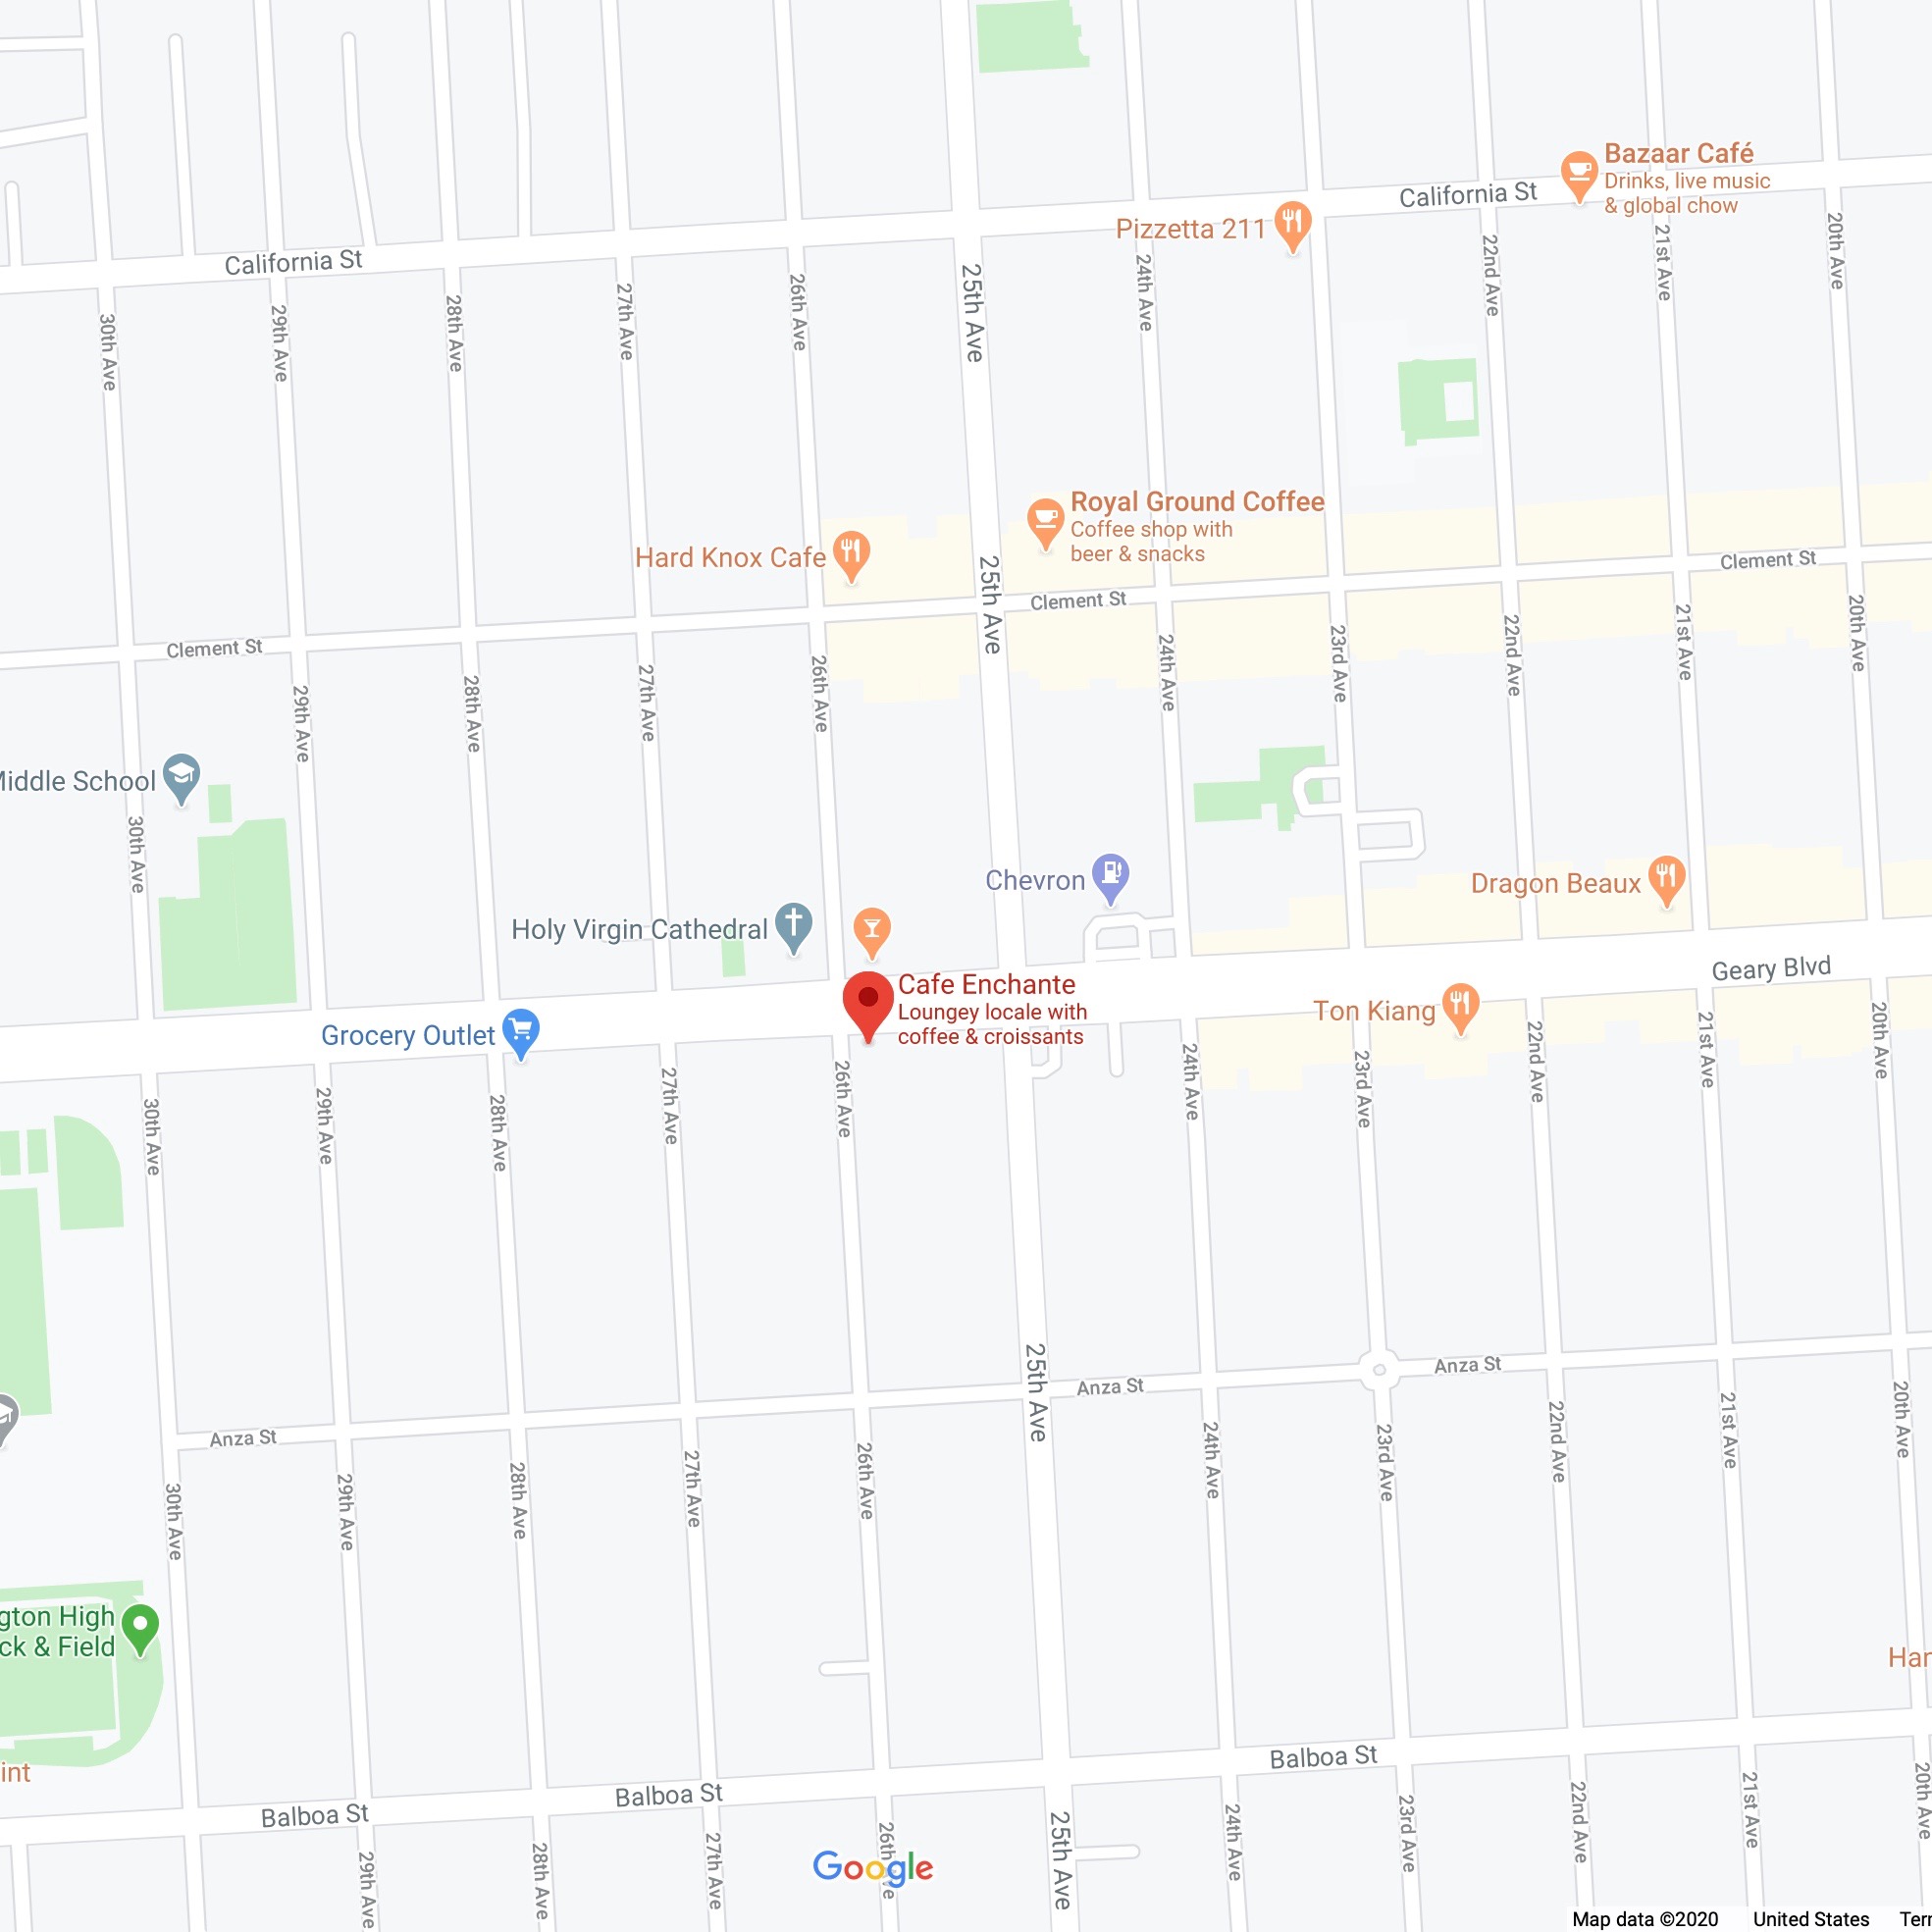 Bazaar Café
Drinks, live music
& global chow
California St
Pizzetta 211
California St
30th Ave
29th Ave
28th Ave
27th Ave
26th Ave
25th Ave
24th Ave
22nd Ave
21st Ave
20th Ave
Royal Ground Coffee
Coffee shop with
beer & snacks
Hard Knox Cafe
Clement St
Clement St
Clement St
25th Ave
29th Ave
28th Ave
27th Ave
26th Ave
24th Ave
23rd Ave
22nd Ave
21st Ave
20th Ave
Middle School
30th Ave
Chevron
Dragon Beaux
Holy Virgin Cathedral
Geary Blvd
Cafe Enchante
Loungey locale with
coffee & croissants
Ton Kiang
Grocery Outlet
30th Ave
29th Ave
28th Ave
27th Ave
26th Ave
24th Ave
23rd Ave
22nd Ave
21st Ave
20th Ave
Anza St
Anza St
Anza St
25th Ave
30th Ave
29th Ave
28th Ave
27th Ave
26th Ave
24th Ave
23rd Ave
22nd Ave
21st Ave
20th Ave
gton High
ck & Field
Har
int
Balboa St
Balboa St
Balboa St
29th Ave
28th Ave
27th Ave
26th Ave
25th Ave
24th Ave
23rd Ave
22nd Ave
21st Ave
20th Ave
Google
Map data ©2020 United States Terr